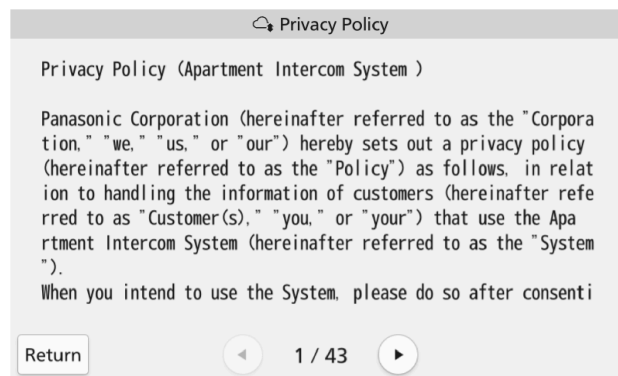 Privacy Policy
Privacy Policy (Apartment Intercom System )
Panasonic Corporation (hereinafter referred to as the "Corpora
tion," "we," "us," or "our") hereby sets out a privacy policy
(hereinafter referred to as the "Policy") as follows, in relat
ion to handling the information of customers (hereinafter refe
rred to as "Customer(s)," "you," or "your") that use the Apa
rtment Intercom System (hereinafter referred to as the "System
").
When you intend to use the System, please do so after consenti
Return
1 / 43